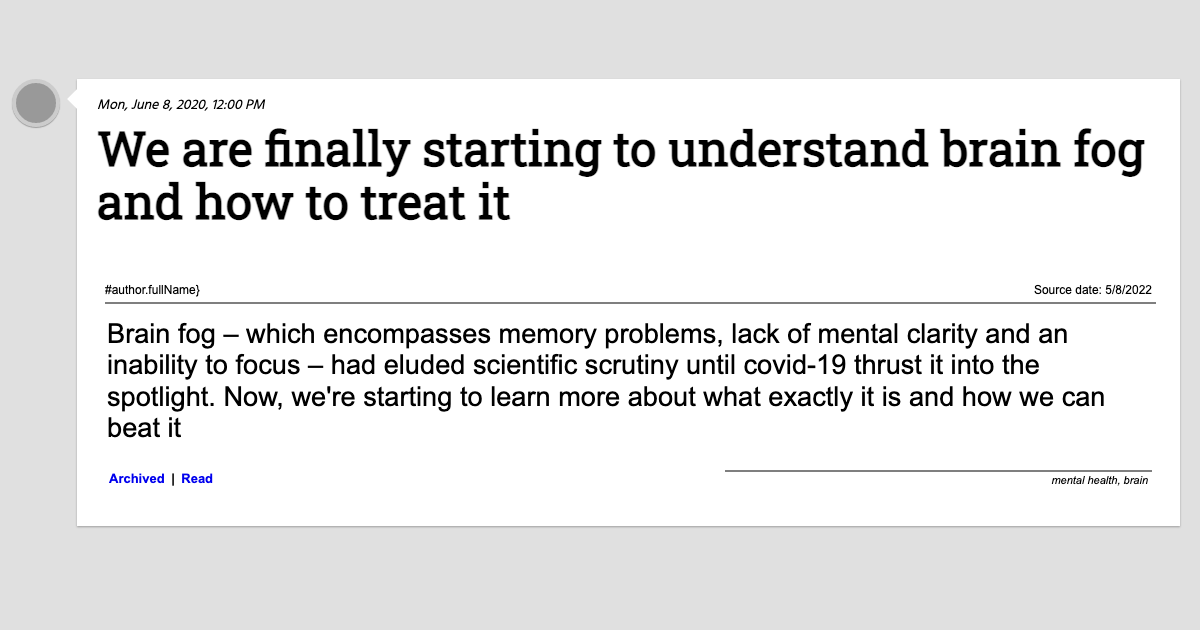 Mon, June 8, 2020, 12:00 PM
We are finally starting to understand brain fog
and how to treat it
#author.fullName}
Source date: 5/8/2022
Brain fog – which encompasses memory problems, lack of mental clarity and an
inability to focus – had eluded scientific scrutiny until covid-19 thrust it into the
spotlight. Now, we're starting to learn more about what exactly it is and how we can
beat it
Archived | Read
mental health, brain